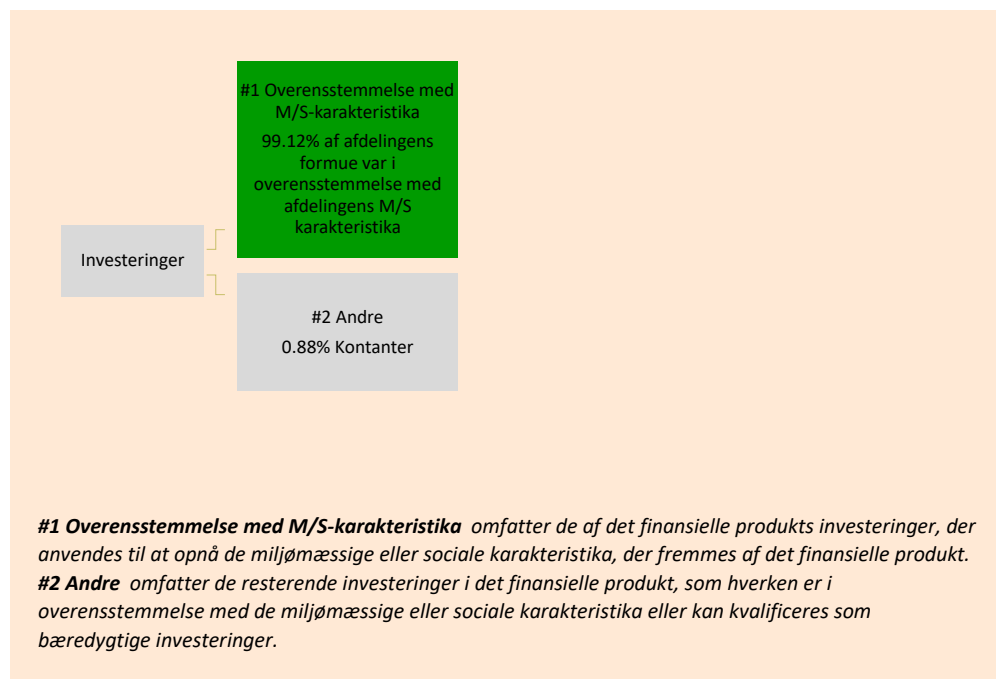 #1 Overensstemmelse med
M/S-karakteristika
99.12% af afdelingens
formue var i
overensstemmelse med
afdelingens M/S
karakteristika
Investeringer
#2 Andre
0.88% Kontanter
#1 Overensstemmelse med M/S-karakteristika omfatter de af det finansielle produkts investeringer, der
anvendes til at opnå de miljømæssige eller sociale karakteristika, der fremmes af det finansielle produkt.
#2 Andre omfatter de resterende investeringer i det finansielle produkt, som hverken er i
overensstemmelse med de miljømæssige eller sociale karakteristika eller kan kvalificeres som
bæredygtige investeringer.